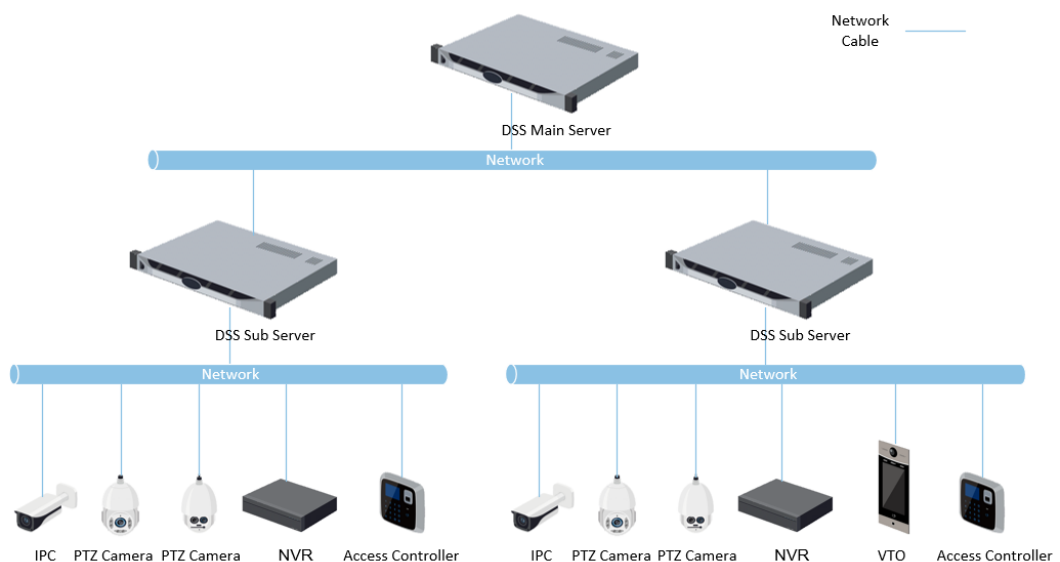 Network
Cable
DSS Main Server
Network
DSS Sub Server
DSS Sub Server
Network
Network
IPC
PTZ Camera
PTZ Camera
NVR
Access Controller
IPC
PTZ Camera
PTZ Camera
NVR
VTO
Access Controller